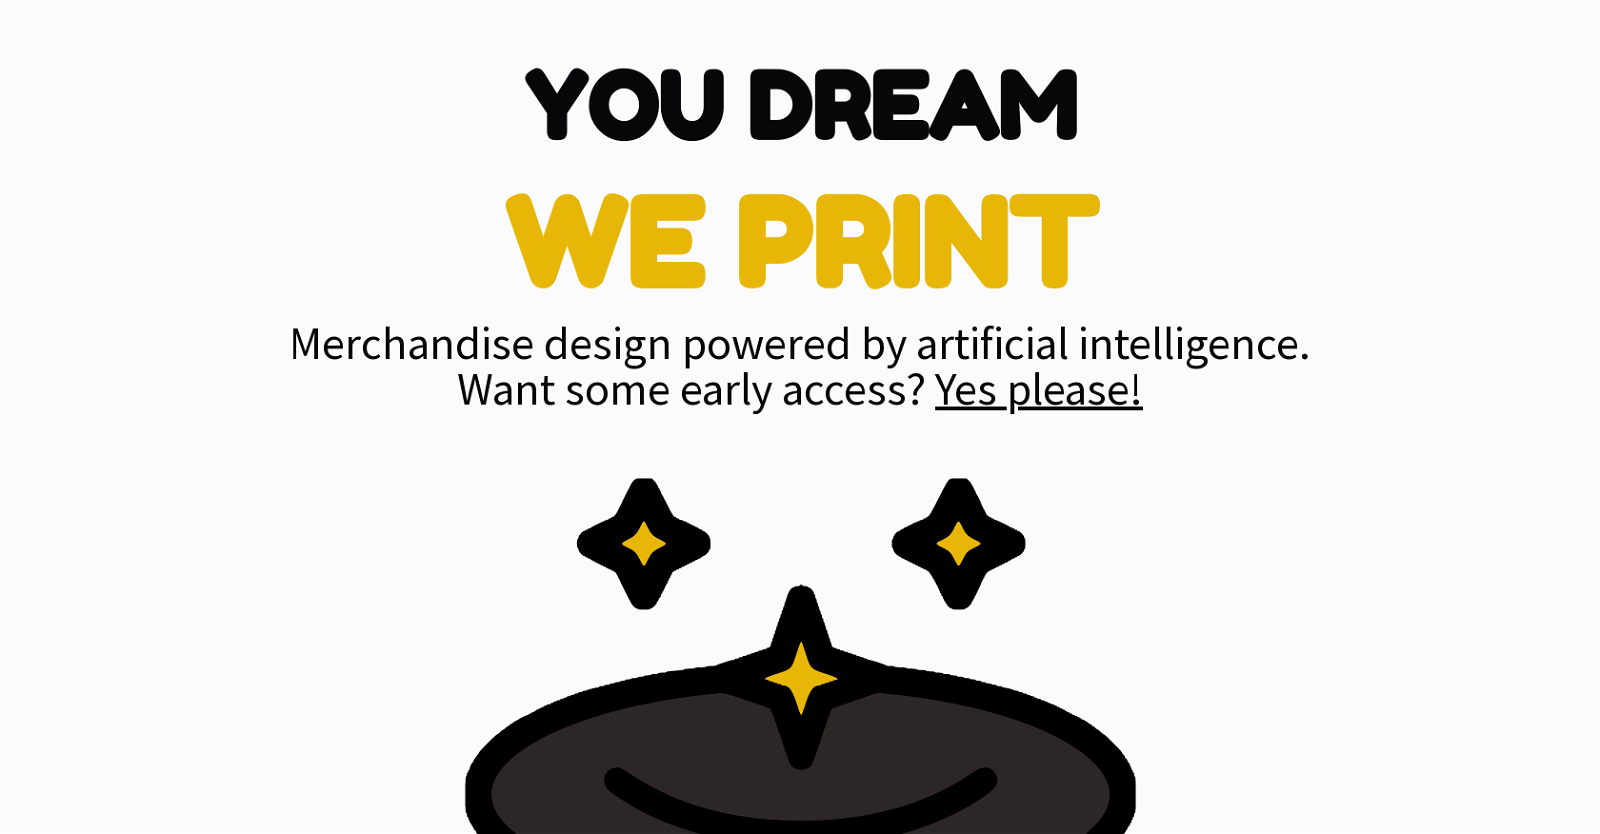 YOU DREAM
WE PRINT
Merchandise design powered by artificial intelligence.
Want some early access? Yes please!